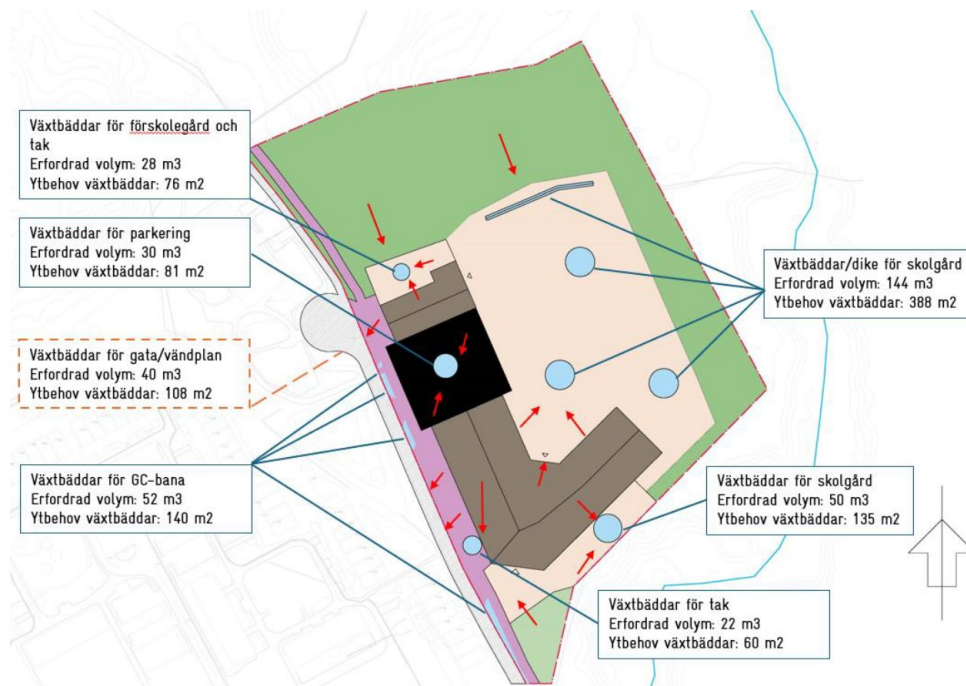 Växtbäddar för förskolegård och
tak
Erfordrad volym: 28 m3
Ytbehov växtbäddar: 76 m2
Växtbäddar för parkering
Erfordrad volym: 30 m3
Ytbehov växtbäddar: 81 m2
Växtbäddar för gata/vändplan
Erfordrad volym: 40 m3
Ytbehov växtbäddar: 108 m2
Växtbäddar för GC-bana
Erfordrad volym: 52 m3
Ytbehov växtbäddar: 140 m2
Växtbäddar/dike för skolgård
Erfordrad volym: 144 m3
Ytbehov växtbäddar: 388 m2
Växtbäddar för skolgård
Erfordrad volym: 50 m3
Ytbehov växtbäddar: 135 m2
Växtbäddar för tak
Erfordrad volym: 22 m3
Ytbehov växtbäddar: 60 m2